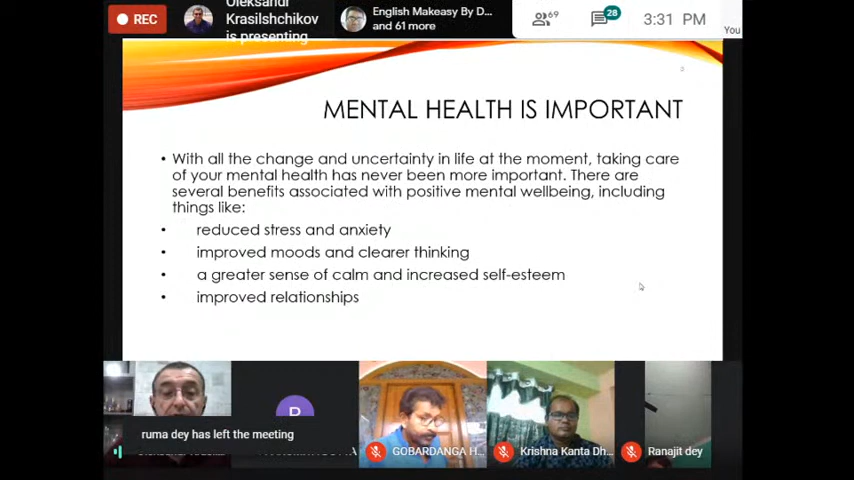 REC
Oleksandr
Krasilshchikov
is presenting
English Makeasy By D...
and 61 more
69
28
3:31 PM
You
MENTAL HEALTH IS IMPORTANT
• With all the change and uncertainty in life at the moment, taking care
of your mental health has never been more important. There are
several benefits associated with positive mental wellbeing, including
things like:
• reduced stress and anxiety
• improved moods and clearer thinking
• a greater sense of calm and increased self-esteem
• improved relationships
ruma dey has left the meeting
GOBARDANGA H...
Krishna Kanta Dh...
Ranajit dey